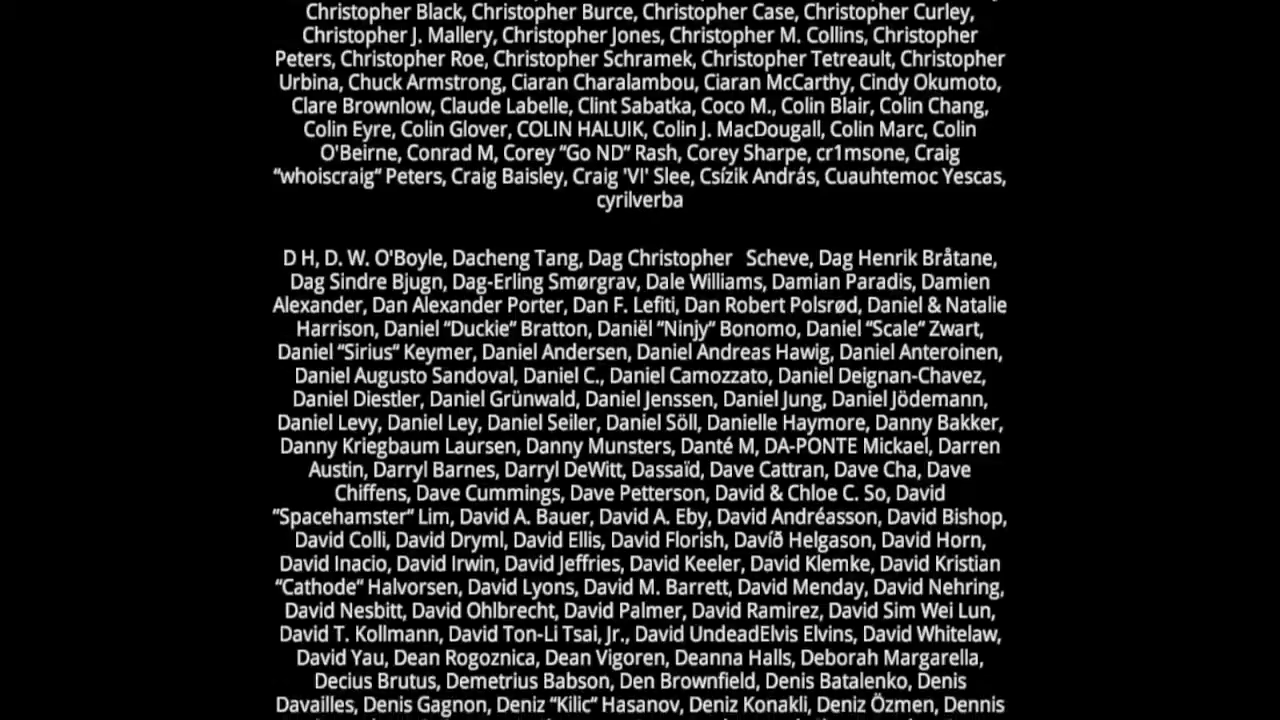 Christopher Black, Christopher Burce, Christopher Case, Christopher Curley,
Christopher J. Mallery, Christopher Jones, Christopher M. Collins, Christopher
Peters, Christopher Roe, Christopher Schramek, Christopher Tetreault, Christopher
Urbina, Chuck Armstrong, Ciaran Charalambou, Ciaran McCarthy, Cindy Okumoto,
Clare Brownlow, Claude Labelle, Clint Sabatka, Coco M., Colin Blair, Colin Chang,
Colin Eyre, Colin Glover, COLIN HALUIK, Colin J. MacDougall, Colin Marc, Colin
O'Beirne, Conrad M, Corey “Go ND” Rash, Corey Sharpe, cr1msone, Craig
“whoiscraig” Peters, Craig Baisley, Craig 'VI' Slee, Csízik András, Cuauhtemoc Yescas,
cyrilverba
D H, D. W. O'Boyle, Dacheng Tang, Dag Christopher Scheve, Dag Henrik Bråtane,
Dag Sindre Bjugn, Dag-Erling Smørgrav, Dale Williams, Damian Paradis, Damien
Alexander, Dan Alexander Porter, Dan F. Lefiti, Dan Robert Polsrød, Daniel & Natalie
Harrison, Daniel “Duckie” Bratton, Daniël “Ninjy” Bonomo, Daniel “Scale” Zwart,
Daniel “Sirius” Keymer, Daniel Andersen, Daniel Andreas Hawig, Daniel Anteroinen,
Daniel Augusto Sandoval, Daniel C., Daniel Camozzato, Daniel Deignan-Chavez,
Daniel Diestler, Daniel Grünwald, Daniel Jenssen, Daniel Jung, Daniel Jödemann,
Daniel Levy, Daniel Ley, Daniel Seiler, Daniel Söll, Danielle Haymore, Danny Bakker,
Danny Kriegbaum Laursen, Danny Munsters, Danté M, DA-PONTE Mickael, Darren
Austin, Darryl Barnes, Darryl DeWitt, Dassaïd, Dave Cattran, Dave Cha, Dave
Chiffens, Dave Cummings, Dave Petterson, David & Chloe C. So, David
“Spacehamster” Lim, David A. Bauer, David A. Eby, David Andréasson, David Bishop,
David Colli, David Dryml, David Ellis, David Florish, Davíð Helgason, David Horn,
David Inacio, David Irwin, David Jeffries, David Keeler, David Klemke, David Kristian
“Cathode” Halvorsen, David Lyons, David M. Barrett, David Menday, David Nehring,
David Nesbitt, David Ohlbrecht, David Palmer, David Ramirez, David Sim Wei Lun,
David T. Kollmann, David Ton-Li Tsai, Jr., David UndeadElvis Elvins, David Whitelaw,
David Yau, Dean Rogoznica, Dean Vigoren, Deanna Halls, Deborah Margarella,
Decius Brutus, Demetrius Babson, Den Brownfield, Denis Batalenko, Denis
Davailles, Denis Gagnon, Deniz “Kilic” Hasanov, Deniz Konakli, Deniz Özmen, Dennis